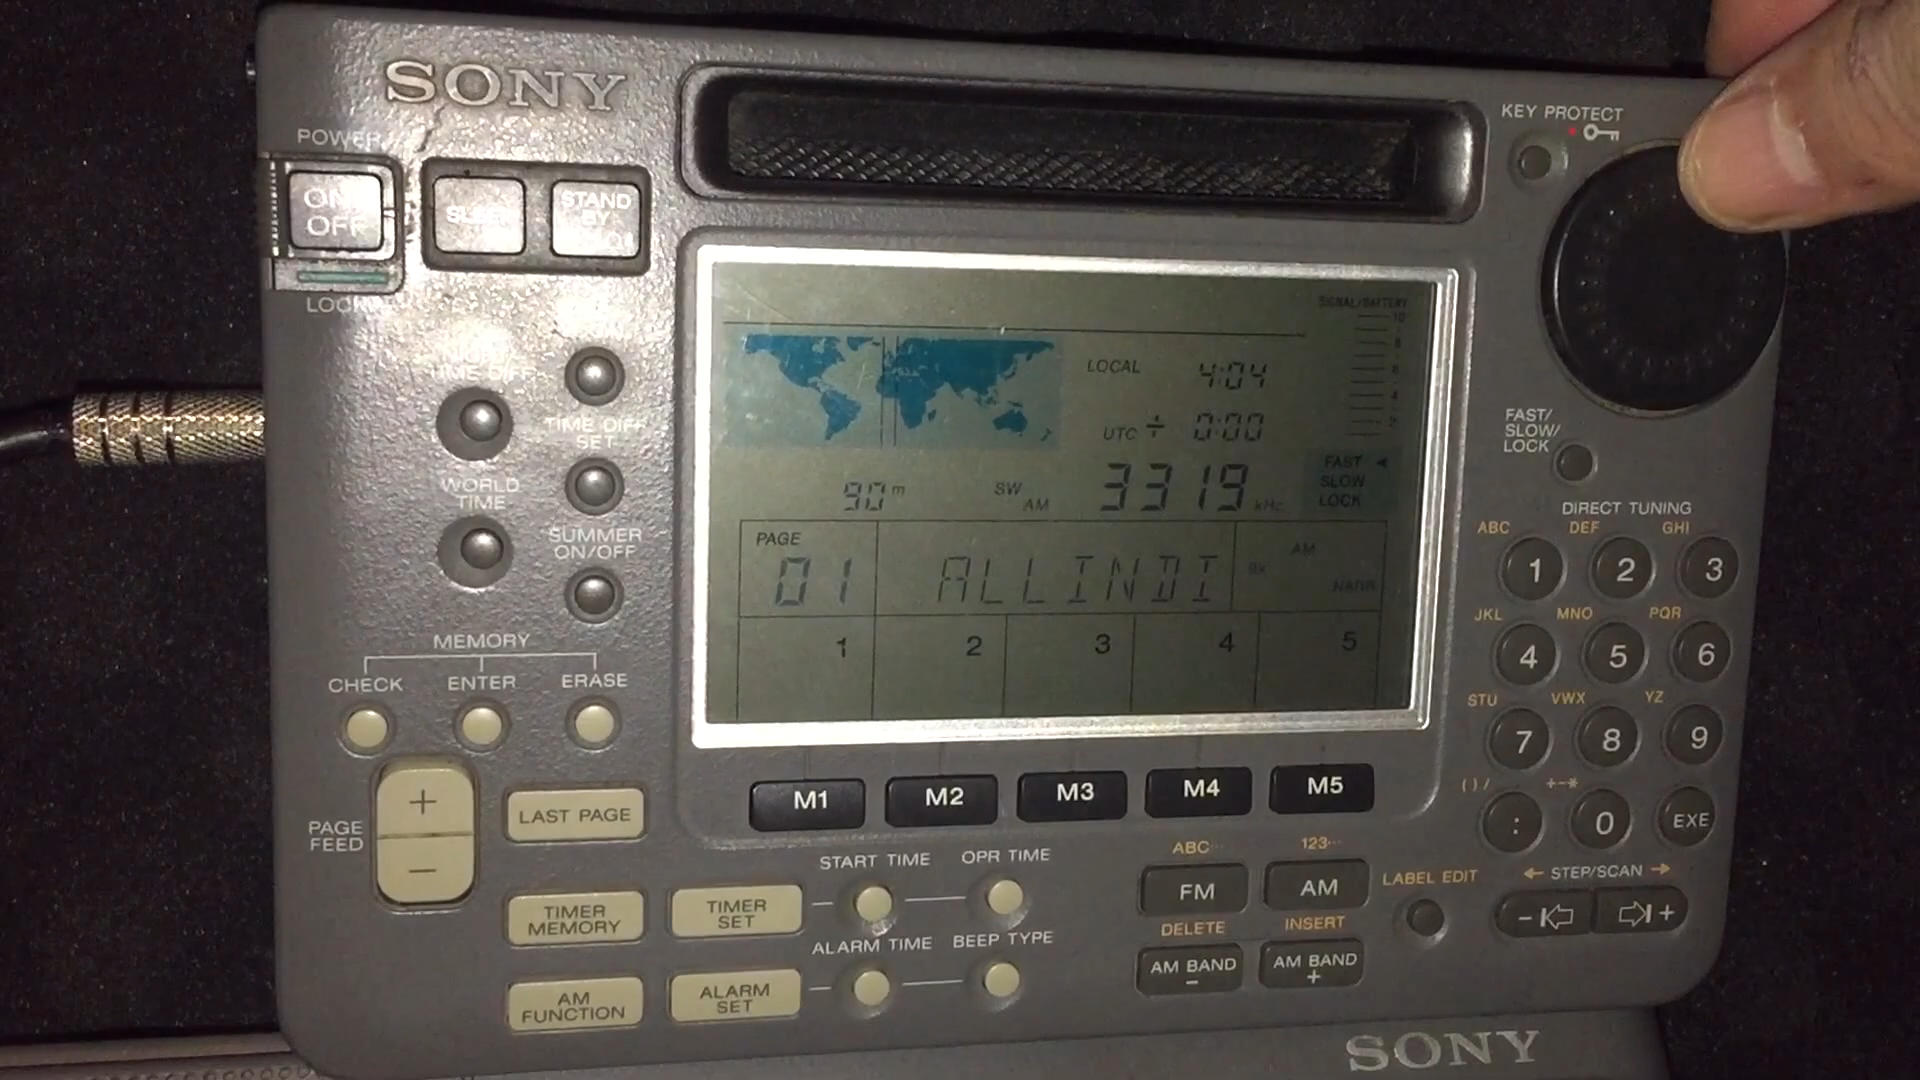 SONY
POWER
KEY PROTECT
ON
OFF
SLEEP
STAND
BY
LOCK
SIGNAL/BATTERY
10
8
6
4
2
LOCAL 4:04
UTC ÷ 0:00
TIME DIFF
TIME DIFF
SET
FAST/
SLOW/
LOCK
90 m SW AM 3319 kHz
FAST
SLOW
LOCK
WORLD
TIME
SUMMER
ON/OFF
DIRECT TUNING
ABC DEF GHI
1 2 3
PAGE
01 ALLINDI
AM
NARR
JKL MNO PQR
4 5 6
1 2 3 4 5
MEMORY
CHECK ENTER ERASE
STU VWX YZ
7 8 9
( ) / +-*
: 0 EXE
M1 M2 M3 M4 M5
PAGE
FEED
+
-
LAST PAGE
START TIME OPR TIME
ABC··· 123···
FM AM
LABEL EDIT
← STEP/SCAN →
- +
TIMER
MEMORY
TIMER
SET
DELETE INSERT
ALARM TIME BEEP TYPE
AM BAND
-
AM BAND
+
AM
FUNCTION
ALARM
SET
SONY